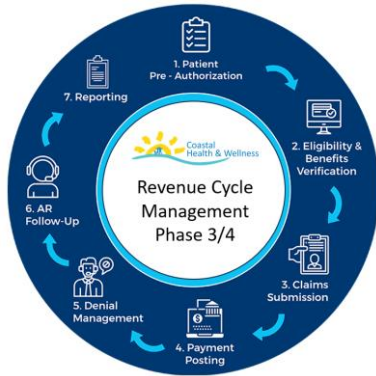 1. Patient
Pre - Authorization
2. Eligibility &
Benefits
Verification
3. Claims
Submission
4. Payment
Posting
5. Denial
Management
6. AR
Follow-Up
7. Reporting
Coastal
Health & Wellness
Revenue Cycle
Management
Phase 3/4